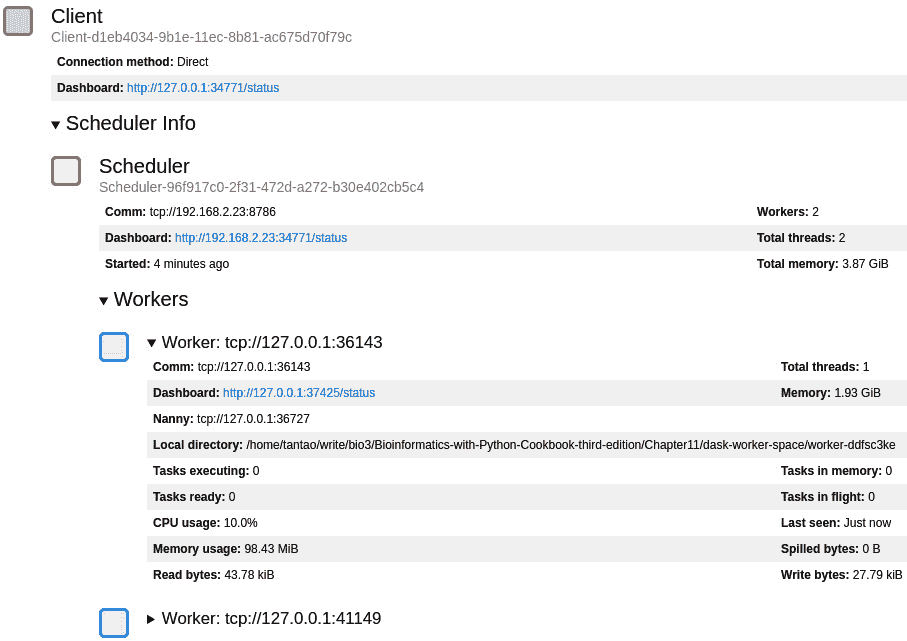 Client
Client-d1eb4034-9b1e-11ec-8b81-ac675d70f79c
Connection method: Direct
Dashboard: http://127.0.0.1:34771/status
▾ Scheduler Info
Scheduler
Scheduler-96f917c0-2f31-472d-a272-b30e402cb5c4
Comm: tcp://192.168.2.23:8786 Workers: 2
Dashboard: http://192.168.2.23:34771/status Total threads: 2
Started: 4 minutes ago Total memory: 3.87 GiB
▾ Workers
▾ Worker: tcp://127.0.0.1:36143
Comm: tcp://127.0.0.1:36143 Total threads: 1
Dashboard: http://127.0.0.1:37425/status Memory: 1.93 GiB
Nanny: tcp://127.0.0.1:36727
Local directory: /home/tantao/write/bio3/Bioinformatics-with-Python-Cookbook-third-edition/Chapter11/dask-worker-space/worker-ddfsc3ke
Tasks executing: 0 Tasks in memory: 0
Tasks ready: 0 Tasks in flight: 0
CPU usage: 10.0% Last seen: Just now
Memory usage: 98.43 MiB Spilled bytes: 0 B
Read bytes: 43.78 kiB Write bytes: 27.79 kiB
▸ Worker: tcp://127.0.0.1:41149